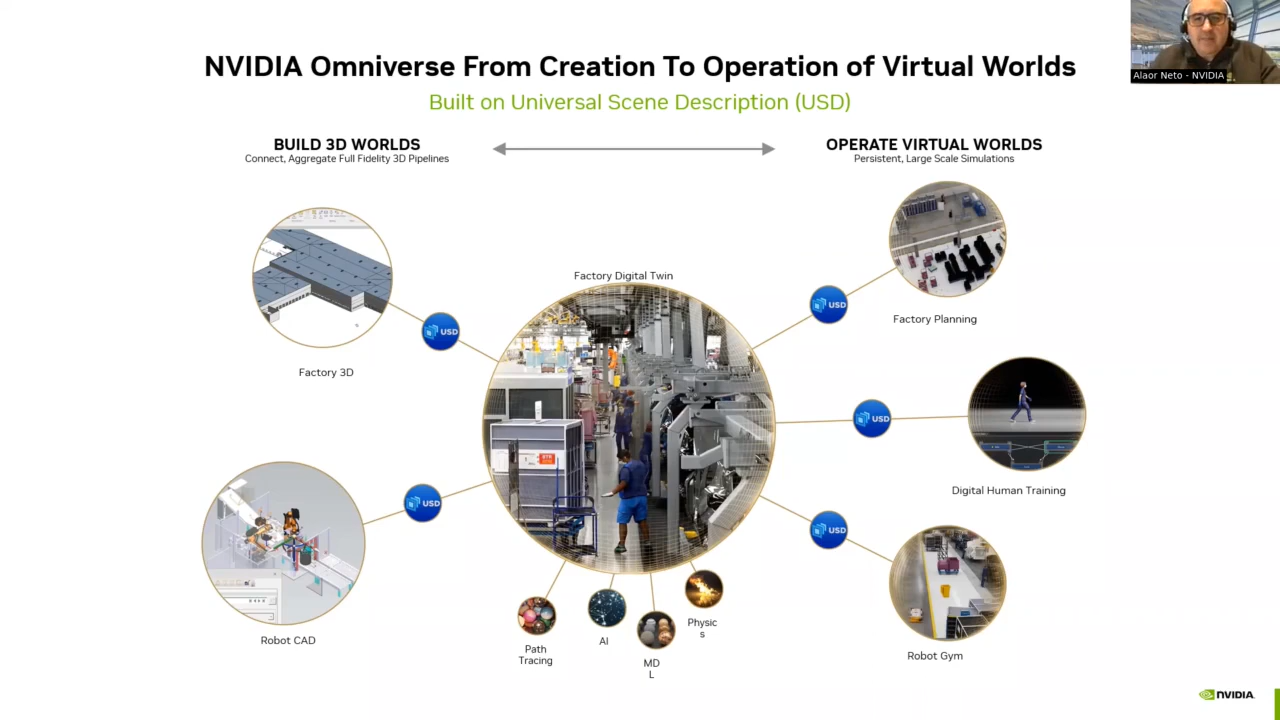 NVIDIA Omniverse From Creation To Operation of Virtual Worlds
Built on Universal Scene Description (USD)
Alaor Neto - NVIDIA
BUILD 3D WORLDS
Connect, Aggregate Full Fidelity 3D Pipelines
OPERATE VIRTUAL WORLDS
Persistent, Large Scale Simulations
Factory Digital Twin
USD
Factory Planning
USD
Factory 3D
USD
Digital Human Training
USD
USD
Robot CAD
Robot Gym
Path
Tracing
AI
MD
L
Physic
s
NVIDIA